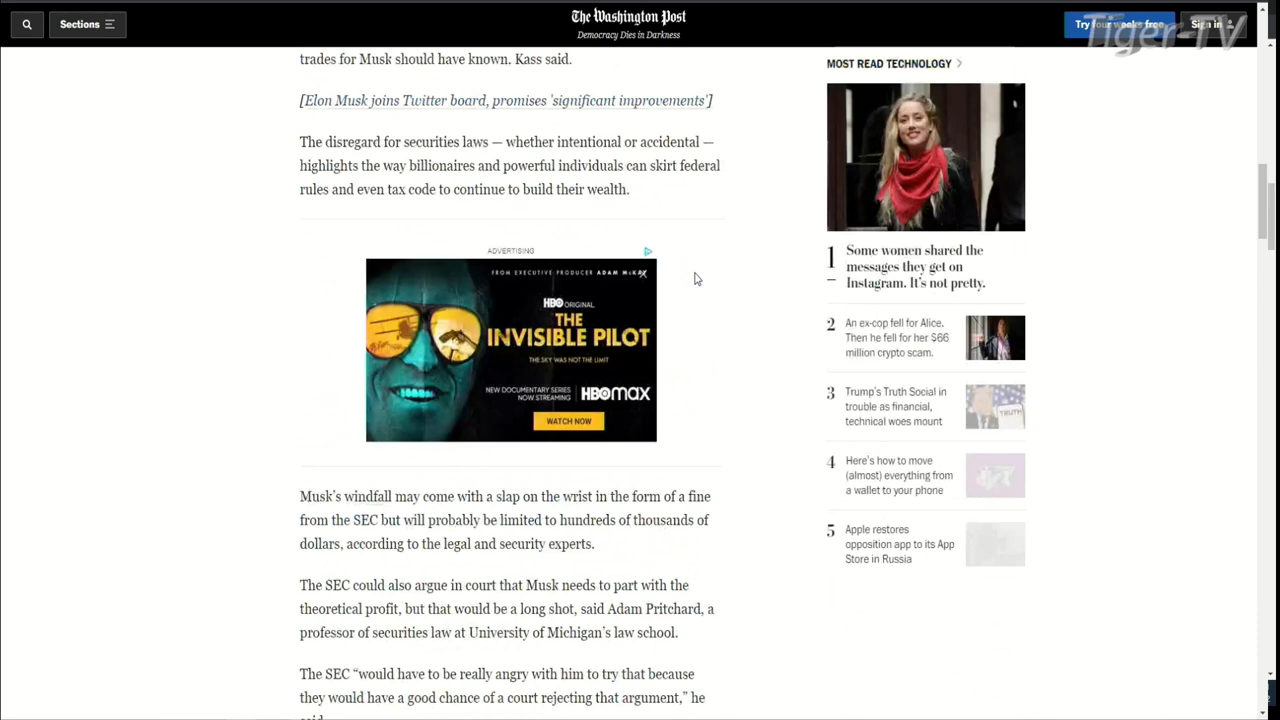 Sections
The Washington Post
Democracy Dies in Darkness
Try four weeks free
Sign in
Tiger-TV
trades for Musk should have known. Kass said.
[Elon Musk joins Twitter board, promises 'significant improvements']
The disregard for securities laws — whether intentional or accidental —
highlights the way billionaires and powerful individuals can skirt federal
rules and even tax code to continue to build their wealth.
ADVERTISING
FROM EXECUTIVE PRODUCER ADAM McKAY
HBO ORIGINAL
THE
INVISIBLE PILOT
THE SKY WAS NOT THE LIMIT
NEW DOCUMENTARY SERIES
NOW STREAMING
HBOMAX
WATCH NOW
Musk's windfall may come with a slap on the wrist in the form of a fine
from the SEC but will probably be limited to hundreds of thousands of
dollars, according to the legal and security experts.
The SEC could also argue in court that Musk needs to part with the
theoretical profit, but that would be a long shot, said Adam Pritchard, a
professor of securities law at University of Michigan's law school.
The SEC “would have to be really angry with him to try that because
they would have a good chance of a court rejecting that argument,” he
said.
MOST READ TECHNOLOGY
1
Some women shared the
messages they get on
Instagram. It's not pretty.
2
An ex-cop fell for Alice.
Then he fell for her $66
million crypto scam.
3
Trump's Truth Social in
trouble as financial,
technical woes mount
TRUTH
4
Here's how to move
(almost) everything from
a wallet to your phone
5
Apple restores
opposition app to its App
Store in Russia